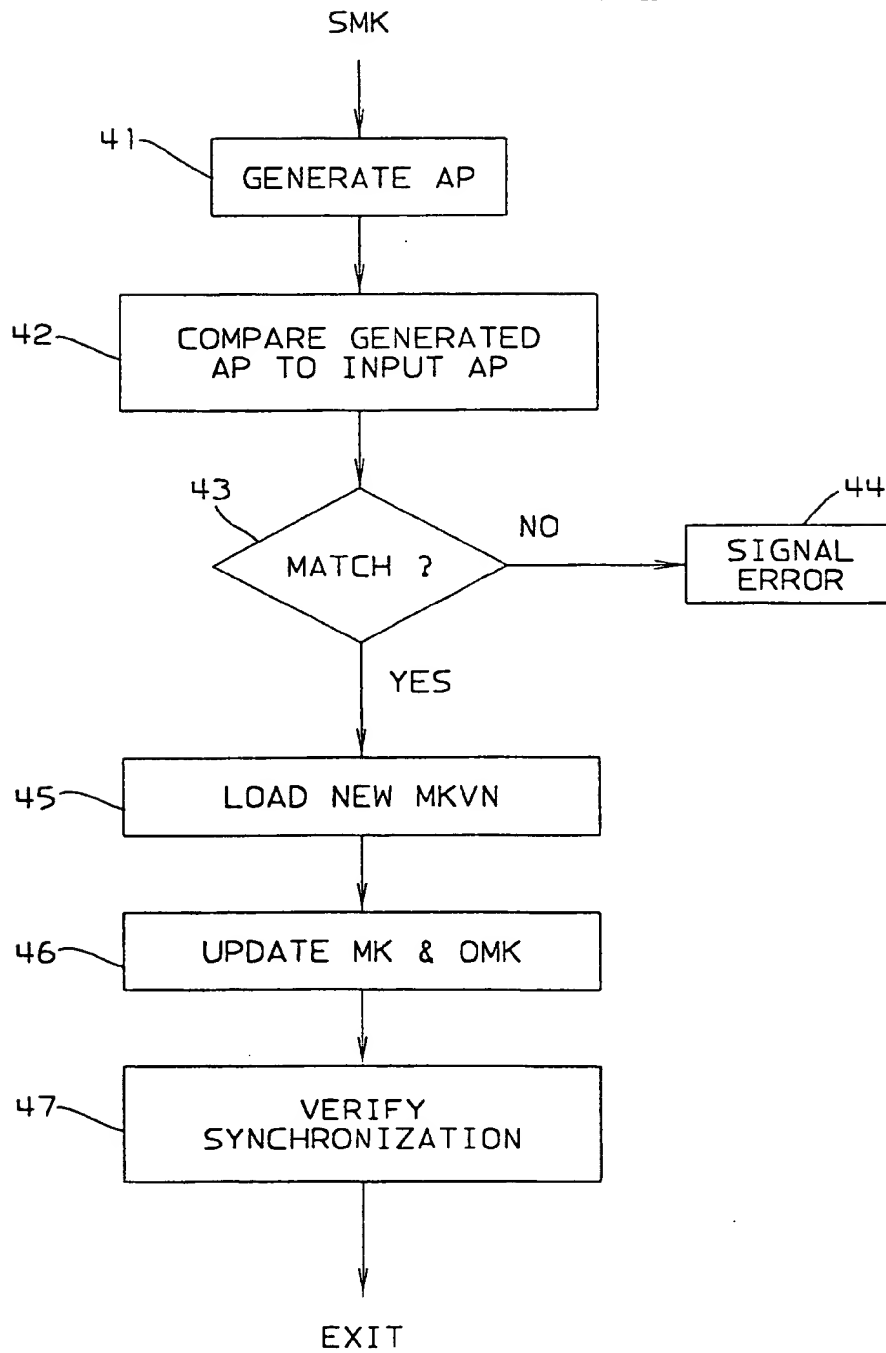 SMK
41
GENERATE AP
42
COMPARE GENERATED
AP TO INPUT AP
43
MATCH ?
NO
44
SIGNAL
ERROR
YES
45
LOAD NEW MKVN
46
UPDATE MK & OMK
47
VERIFY
SYNCHRONIZATION
EXIT